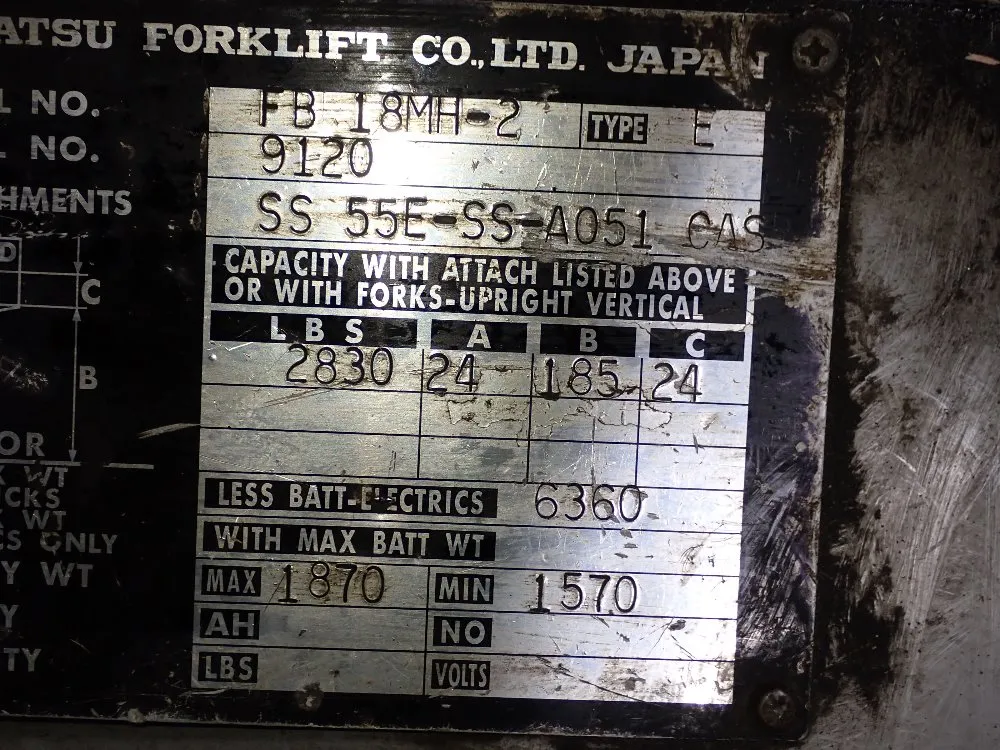 ATSU FORKLIFT CO., LTD. JAPAN
L NO. FB 18MH-2 TYPE E
L NO. 9120
HMENTS SS 55E-SS-A051 CAS
D
CAPACITY WITH ATTACH LISTED ABOVE
OR WITH FORKS-UPRIGHT VERTICAL
C
LBS A B C
2830 24 185 24
B
OR
K WT
CKS LESS BATT-ELECTRICS 6360
K WT
CS ONLY WITH MAX BATT WT
Y WT MAX 1870 MIN 1570
Y AH NO
TY LBS VOLTS